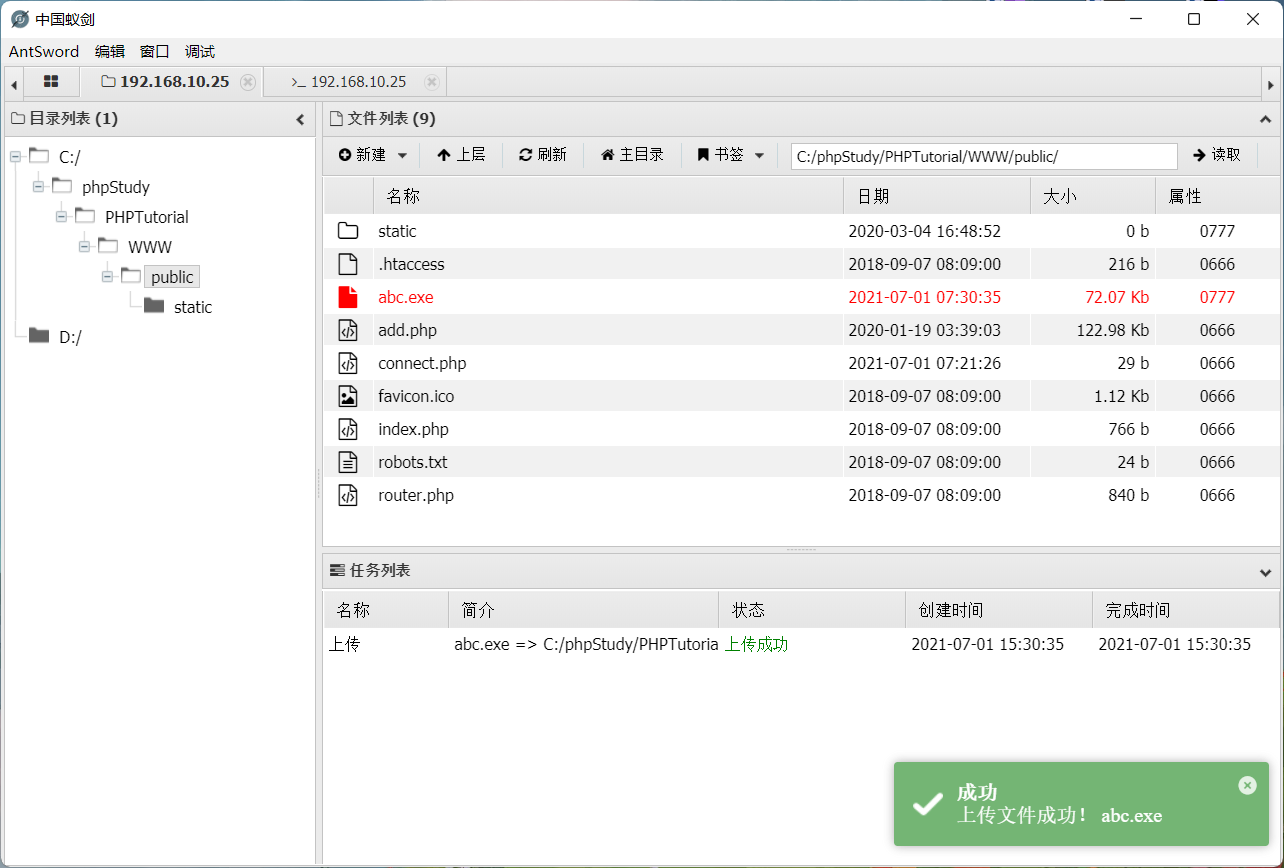 中国蚁剑
AntSword 编辑 窗口 调试
192.168.10.25 >_ 192.168.10.25
目录列表 (1)
C:/
phpStudy
PHPTutorial
WWW
public
static
D:/
文件列表 (9)
新建 上层 刷新 主目录 书签 C:/phpStudy/PHPTutorial/WWW/public/ 读取
名称 日期 大小 属性
static 2020-03-04 16:48:52 0 b 0777
.htaccess 2018-09-07 08:09:00 216 b 0666
abc.exe 2021-07-01 07:30:35 72.07 Kb 0777
add.php 2020-01-19 03:39:03 122.98 Kb 0666
connect.php 2021-07-01 07:21:26 29 b 0666
favicon.ico 2018-09-07 08:09:00 1.12 Kb 0666
index.php 2018-09-07 08:09:00 766 b 0666
robots.txt 2018-09-07 08:09:00 24 b 0666
router.php 2018-09-07 08:09:00 840 b 0666
任务列表
名称 简介 状态 创建时间 完成时间
上传 abc.exe => C:/phpStudy/PHPTutoria 上传成功 2021-07-01 15:30:35 2021-07-01 15:30:35
成功
上传文件成功！ abc.exe